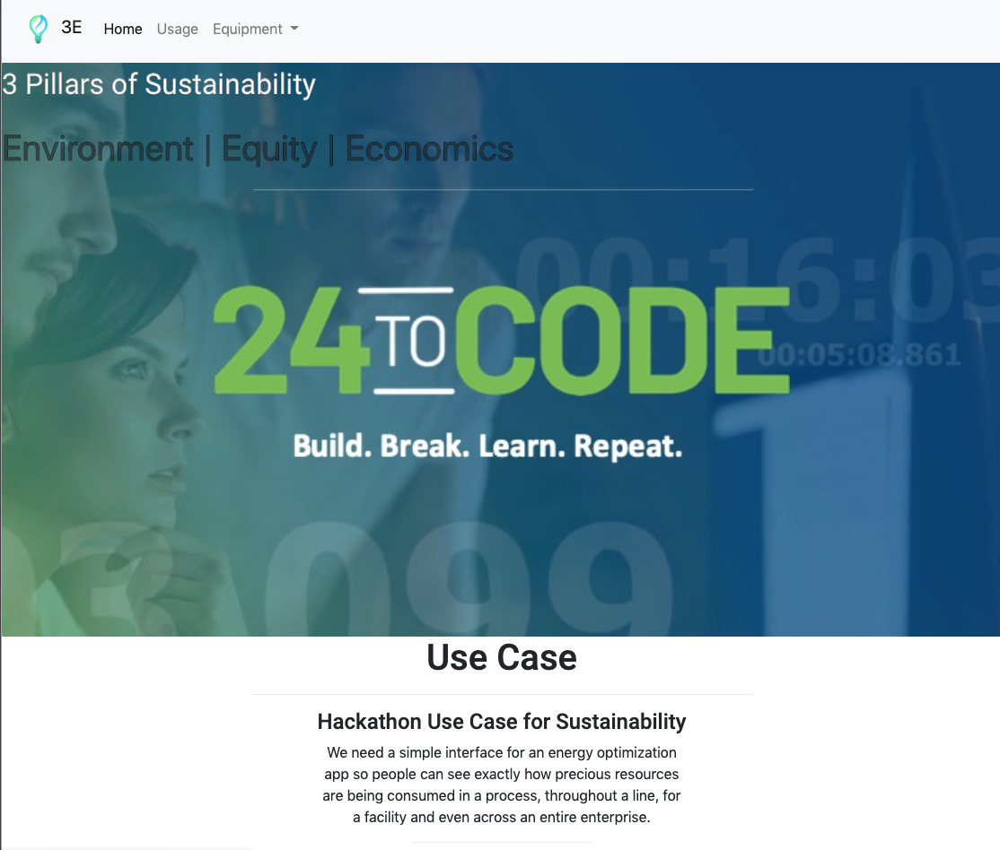 3E Home Usage Equipment
3 Pillars of Sustainability
Environment | Equity | Economics
00:16:03
24 TO CODE
00:05:08.861
Build. Break. Learn. Repeat.
03 099
Use Case
Hackathon Use Case for Sustainability
We need a simple interface for an energy optimization
app so people can see exactly how precious resources
are being consumed in a process, throughout a line, for
a facility and even across an entire enterprise.